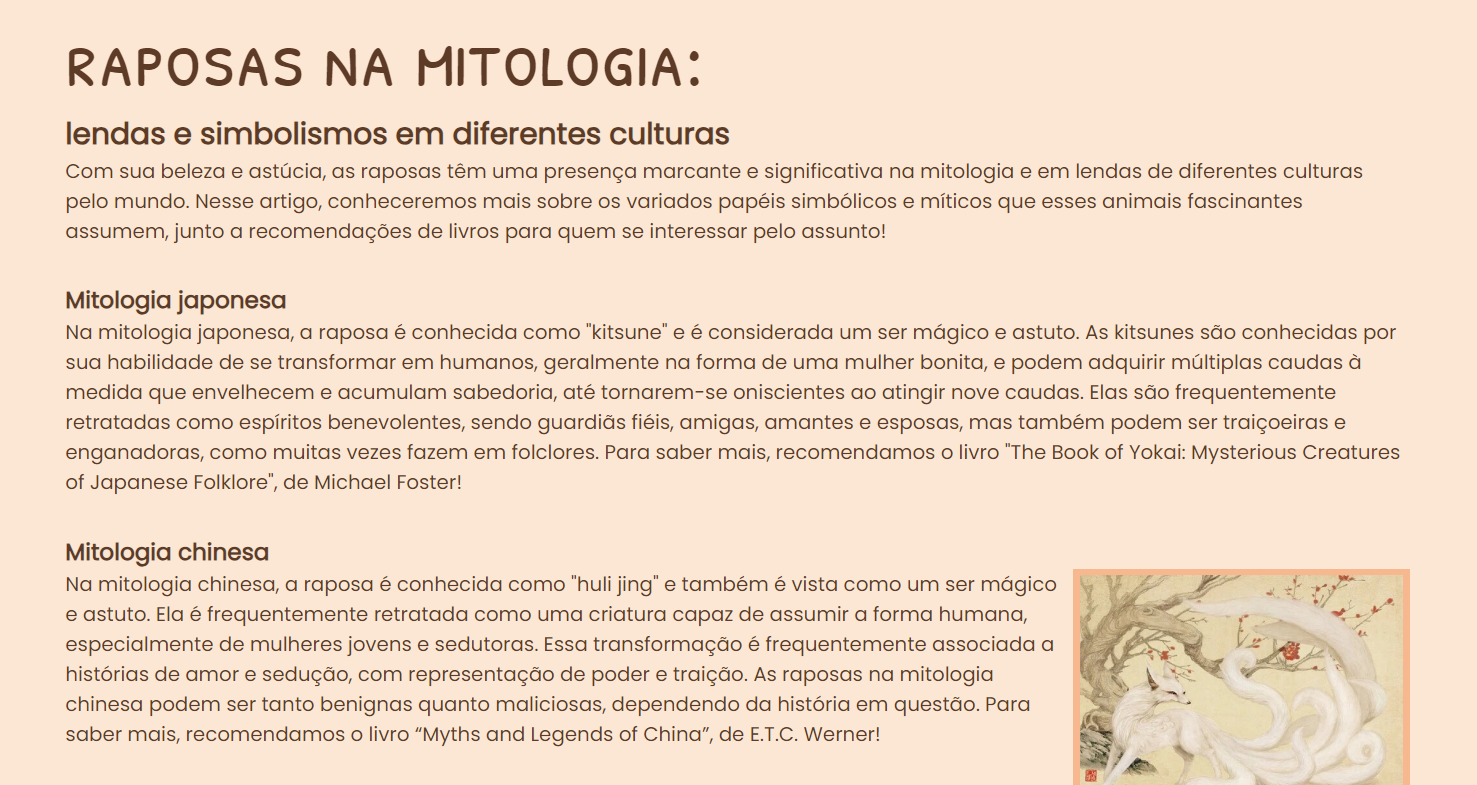 RAPOSAS NA MITOLOGIA:
lendas e simbolismos em diferentes culturas
Com sua beleza e astúcia, as raposas têm uma presença marcante e significativa na mitologia e em lendas de diferentes culturas
pelo mundo. Nesse artigo, conheceremos mais sobre os variados papéis simbólicos e míticos que esses animais fascinantes
assumem, junto a recomendações de livros para quem se interessar pelo assunto!
Mitologia japonesa
Na mitologia japonesa, a raposa é conhecida como "kitsune" e é considerada um ser mágico e astuto. As kitsunes são conhecidas por
sua habilidade de se transformar em humanos, geralmente na forma de uma mulher bonita, e podem adquirir múltiplas caudas à
medida que envelhecem e acumulam sabedoria, até tornarem-se oniscientes ao atingir nove caudas. Elas são frequentemente
retratadas como espíritos benevolentes, sendo guardiãs fiéis, amigas, amantes e esposas, mas também podem ser traiçoeiras e
enganadoras, como muitas vezes fazem em folclores. Para saber mais, recomendamos o livro "The Book of Yokai: Mysterious Creatures
of Japanese Folklore", de Michael Foster!
Mitologia chinesa
Na mitologia chinesa, a raposa é conhecida como "huli jing" e também é vista como um ser mágico
e astuto. Ela é frequentemente retratada como uma criatura capaz de assumir a forma humana,
especialmente de mulheres jovens e sedutoras. Essa transformação é frequentemente associada a
histórias de amor e sedução, com representação de poder e traição. As raposas na mitologia
chinesa podem ser tanto benignas quanto maliciosas, dependendo da história em questão. Para
saber mais, recomendamos o livro “Myths and Legends of China”, de E.T.C. Werner!